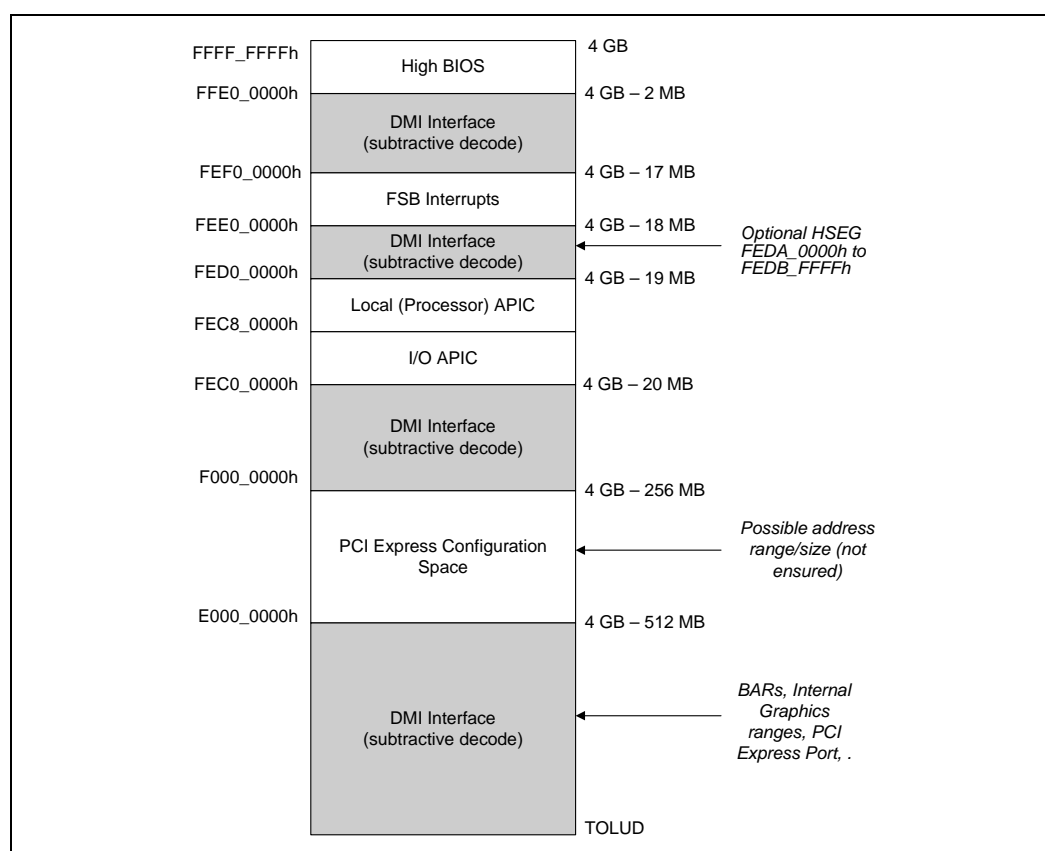 FFFF_FFFFh
4 GB
High BIOS
FFE0_0000h
4 GB – 2 MB
DMI Interface
(subtractive decode)
FEF0_0000h
4 GB – 17 MB
FSB Interrupts
FEE0_0000h
4 GB – 18 MB
DMI Interface
(subtractive decode)
Optional HSEG
FEDA_0000h to
FEDB_FFFFh
FED0_0000h
4 GB – 19 MB
Local (Processor) APIC
FEC8_0000h
I/O APIC
FEC0_0000h
4 GB – 20 MB
DMI Interface
(subtractive decode)
F000_0000h
4 GB – 256 MB
PCI Express Configuration
Space
Possible address
range/size (not
ensured)
E000_0000h
4 GB – 512 MB
DMI Interface
(subtractive decode)
BARs, Internal
Graphics
ranges, PCI
Express Port, .
TOLUD